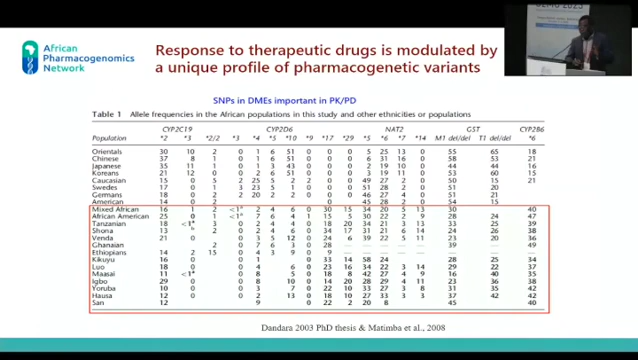 African
Pharmacogenomics
Network
Response to therapeutic drugs is modulated by
a unique profile of pharmacogenetic variants
SNPs in DMEs important in PK/PD
Table 1 Allele frequencies in the African populations in this study and other ethnicities or populations
CYP2C19 CYP2D6 NAT2 GST CYP2B6
Population *2 *3 *2/2 *3 *4 *5 *10 *9 *17 *29 *5 *6 *7 *14 M1 del/del T1 del/del *6
Orientals 30 10 2 0 1 6 51 0 0 0 5 25 13 0 55 65 18
Chinese 37 8 1 0 1 6 51 0 0 0 6 31 16 0 58 53 21
Japanese 35 11 1 0 1 3 43 0 0 0 2 19 10 0 44 44 16
Koreans 21 12 0 0 2 6 51 0 0 0 3 19 11 0 53 60 15
Caucasian 15 0 5 2 25 5 2 2 0 0 49 27 2 0 50 15 21
Swedes 17 0 1 3 23 5 1 0 0 51 28 2 0 51 20
Germans 18 0 2 2 20 2 2 0 0 46 27 4 0 51 21
American 14 0 2 0 0 45 28 2 0 54 15
Mixed African 16 1 2 <1 2 4 6 0 30 15 34 20 5 13 30 40
African American 25 0 1 <1 7 6 4 1 15 5 30 22 2 9 28 24 47
Tanzanian 18 3 0 2 4 4 0 18 20 34 21 3 13 33 25 39
Shona 13 2 0 2 4 6 0 34 17 31 21 6 14 24 26 38
Venda 21 0 3 5 12 0 24 6 39 22 5 11 23 20 36
Ghanaian 2 7 6 3 0 28 39 49
Ethiopians 14 2 15 0 4 3 9 0 9
Kikuyu 16 0 0 1 0 33 14 58 24 28 25 34
Luo 18 0 0 4 6 0 23 16 34 22 3 14 29 22 37
Maasai 11 <1 0 8 5 0 18 8 42 27 4 9 16 40 35
Igbo 29 0 0 8 10 0 14 20 28 29 4 11 23 36 38
Yoruba 10 0 0 3 7 0 22 10 27 33 3 8 31 35 42
Hausa 16 0 0 2 13 0 18 10 27 33 3 3 37 42 42
San 12 9 0 22 2 20 8 45 40
Dandara 2003 PhD thesis & Matimba et al., 2008